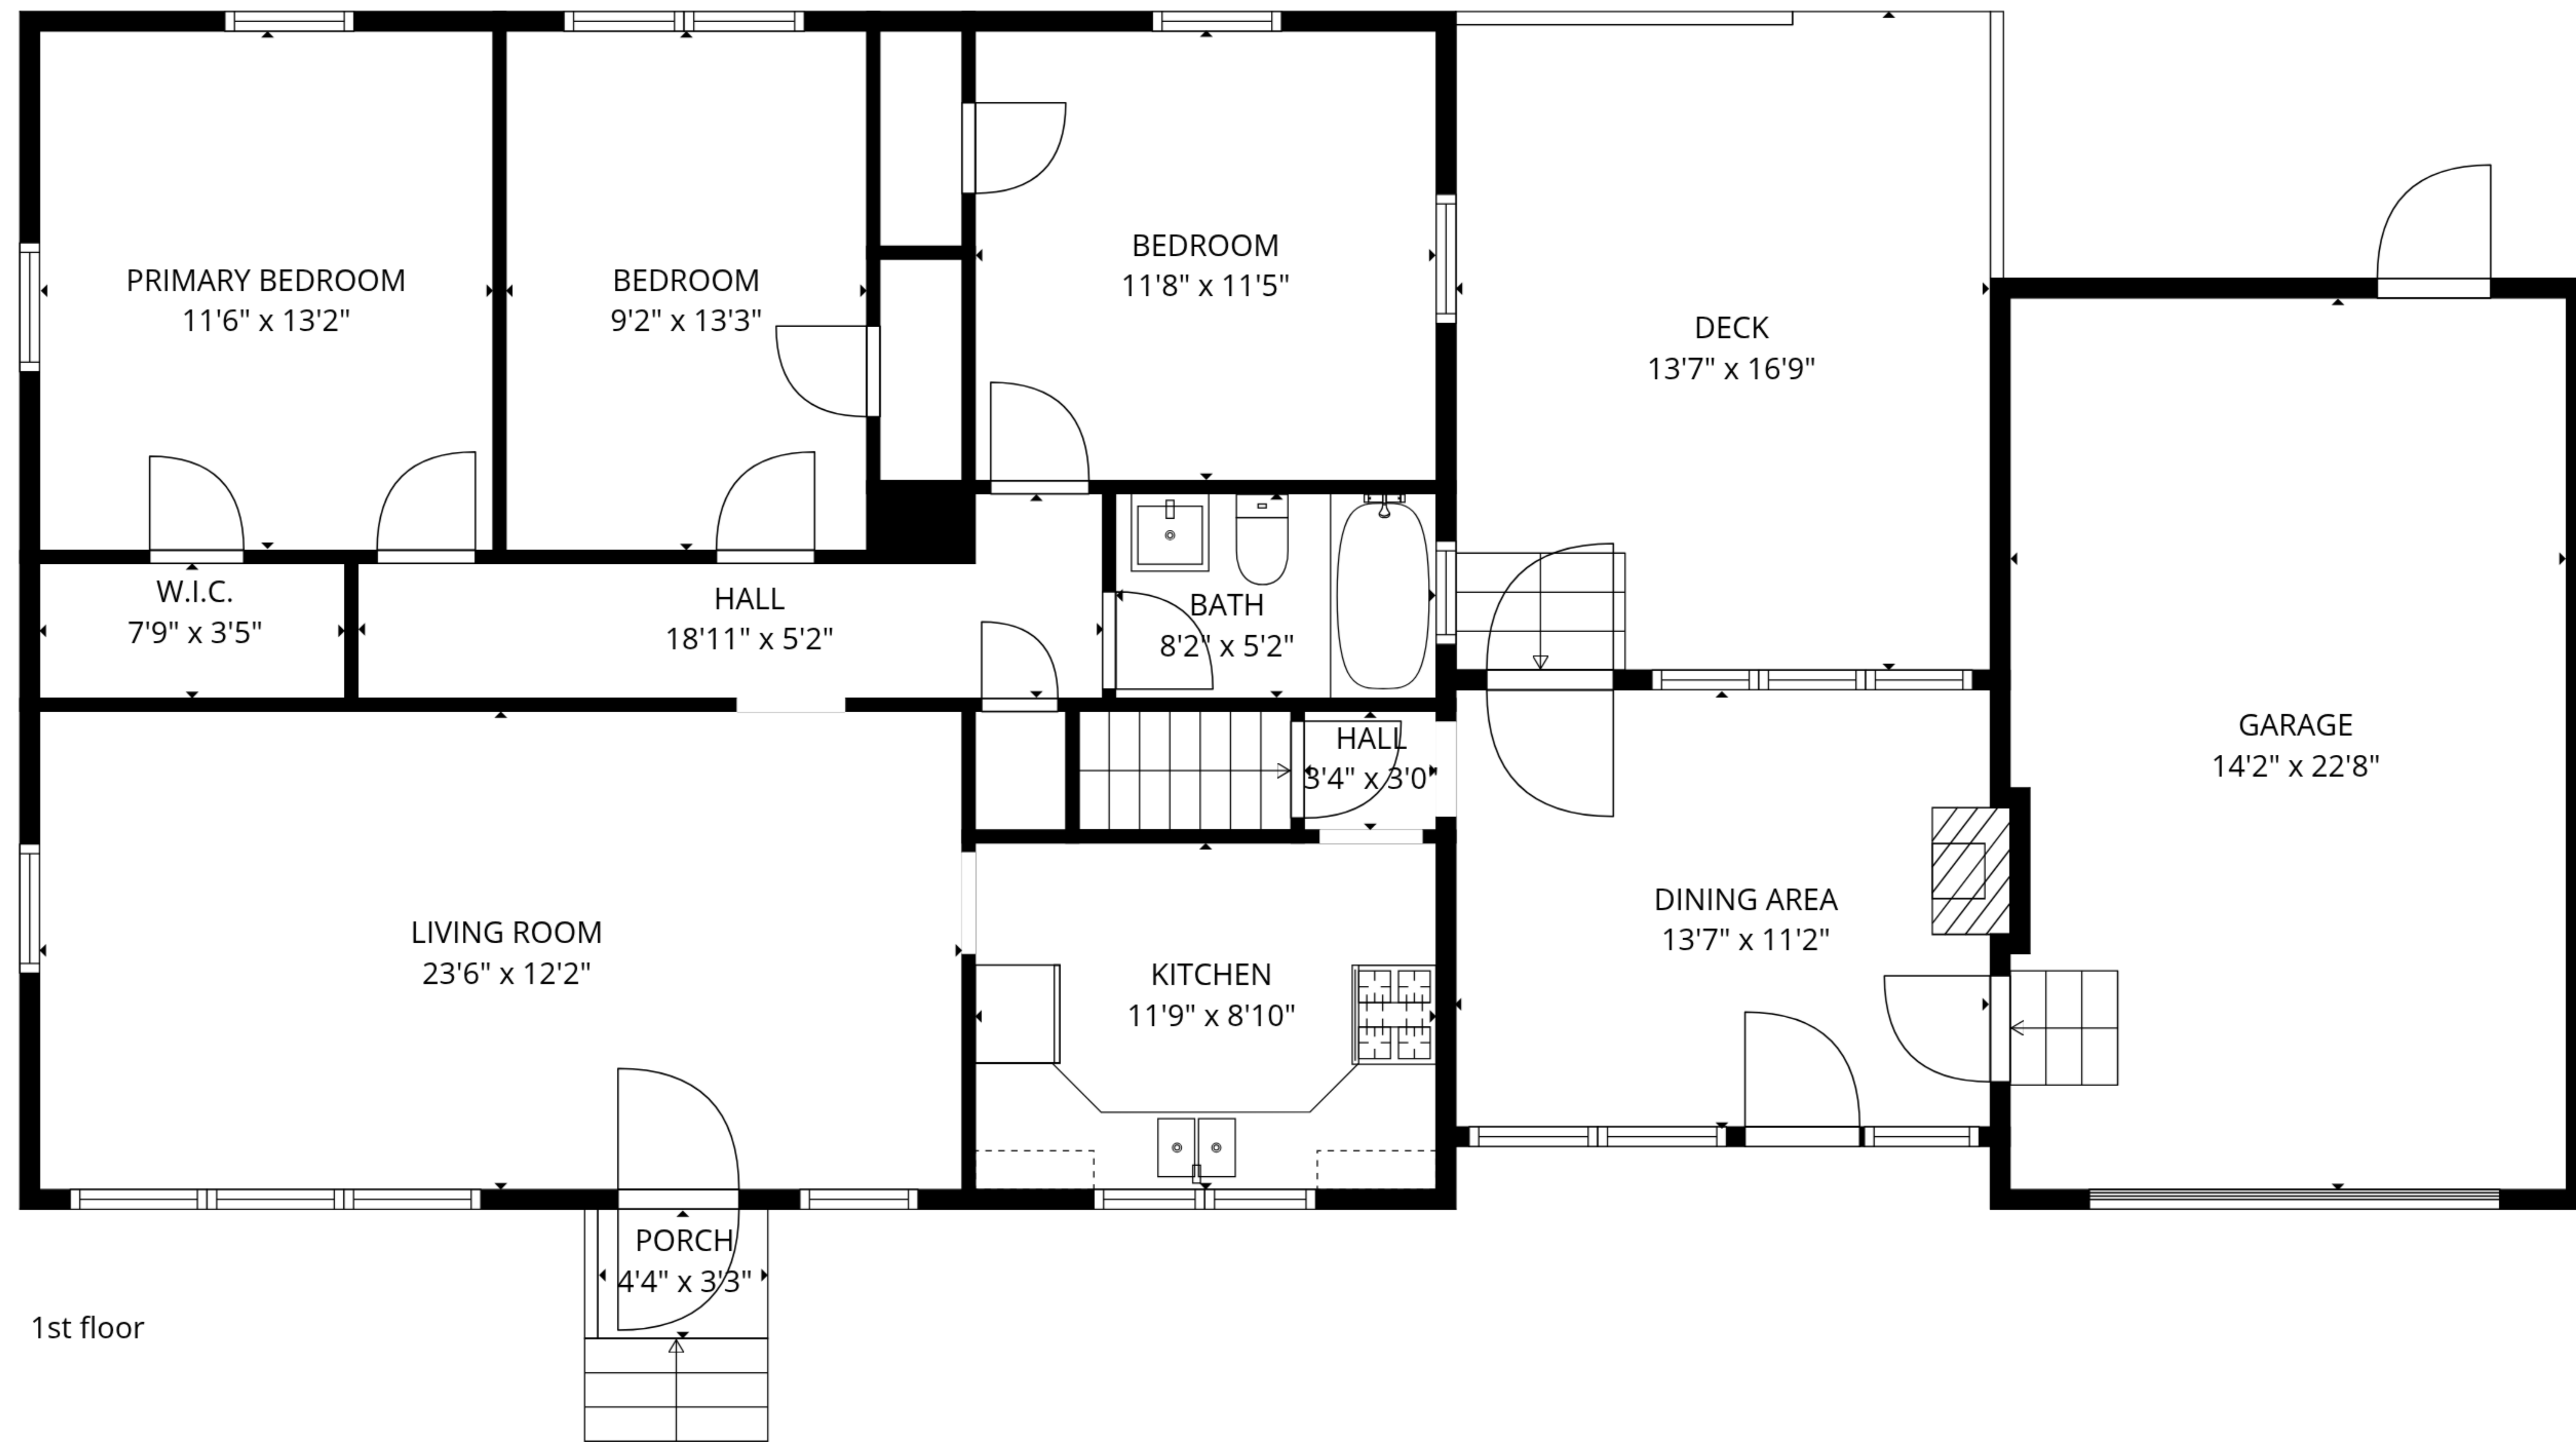 BEDROOM
11'8" x 11'5"
PRIMARY BEDROOM
11'6" x 13'2"
BEDROOM
9'2" x 13'3"
DECK
13'7" x 16'9"
W.I.C.
7'9" x 3'5"
HALL
18'11" x 5'2"
BATH
8'2" x 5'2"
GARAGE
14'2" x 22'8"
HALL
3'4" x 3'0"
DINING AREA
13'7" x 11'2"
LIVING ROOM
23'6" x 12'2"
KITCHEN
11'9" x 8'10"
PORCH
4'4" x 3'3"
1st floor